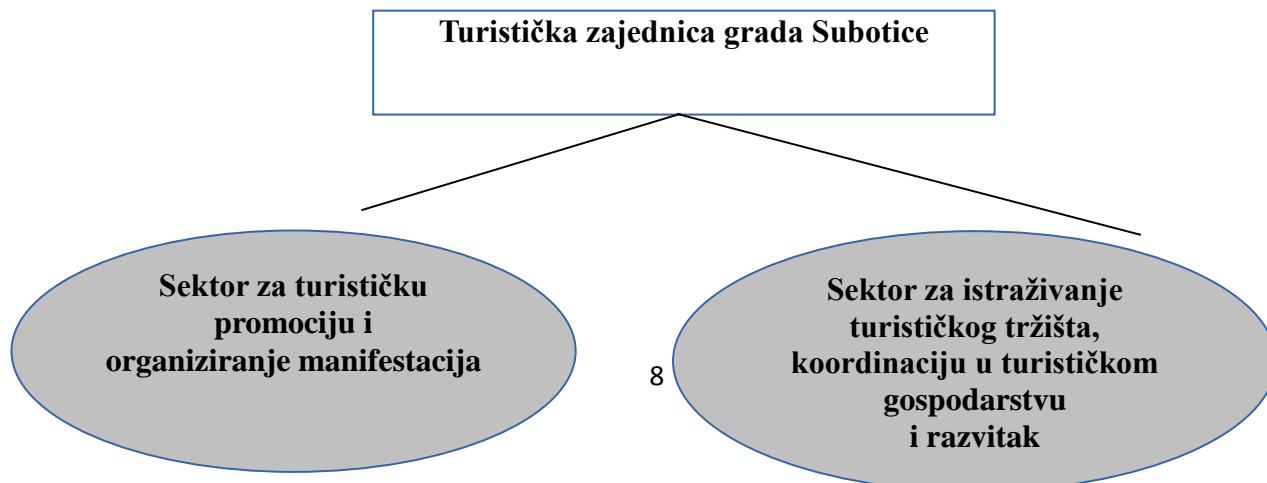 Turistička zajednica grada Subotice
Sektor za turističku
promociju i
organiziranje manifestacija
8
Sektor za istraživanje
turističkog tržišta,
koordinaciju u turističkom
gospodarstvu
i razvitak